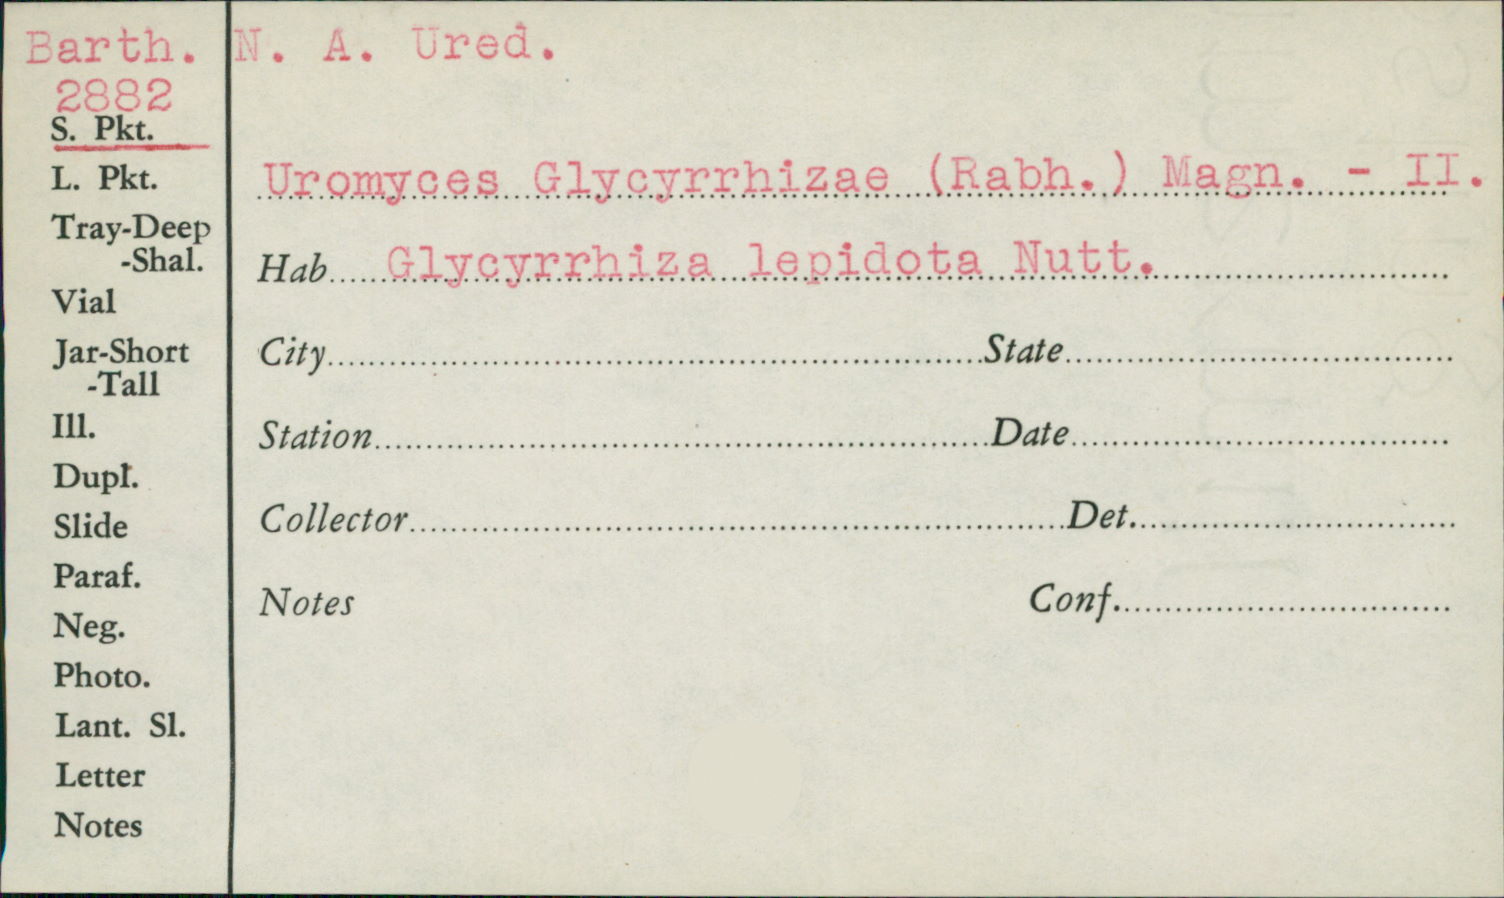 Barth. N. A. Ured.
2882
S. Pkt.
L. Pkt.
Tray-Deep
-Shal.
Vial
Jar-Short
-Tall
Ill.
Dupl.
Slide
Paraf.
Neg.
Photo.
Lant. Sl.
Letter
Notes
Uromyces Glycyrrhizae (Rabh.) Magn. - II.
Hab. Glycyrrhiza lepidota Nutt.
City State
Station Date
Collector Det.
Notes Conf.